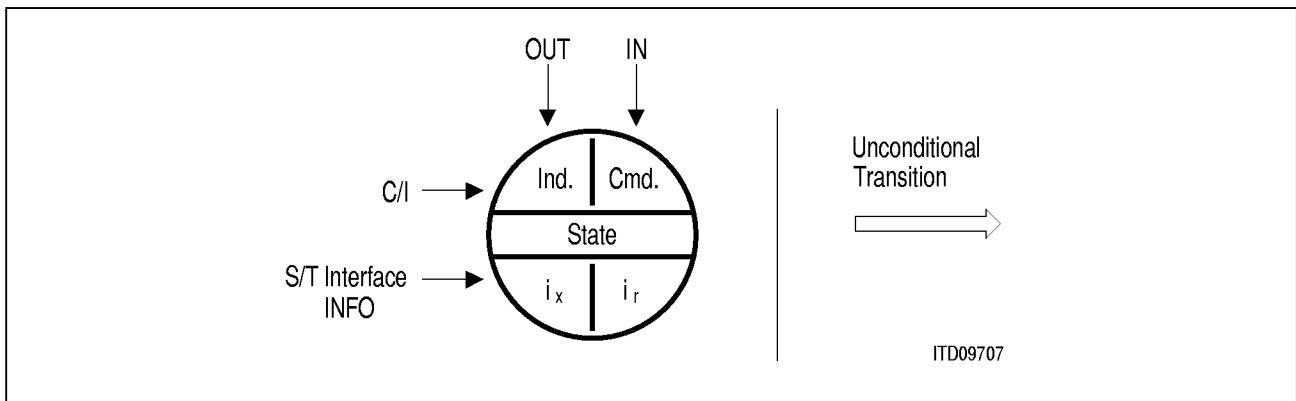 OUT IN
Unconditional
Transition
Ind. Cmd.
C/I
State
S/T Interface
INFO
i x i r
ITD09707